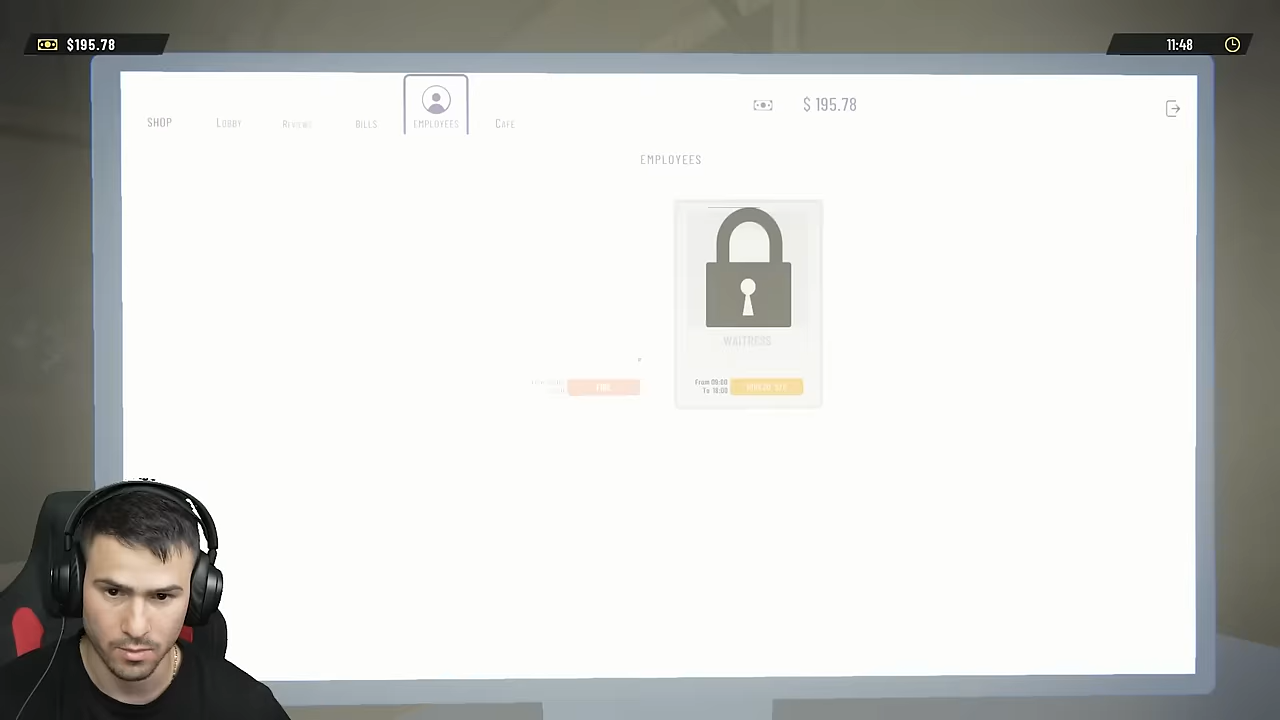 $195.78
11:48
SHOP
LOBBY
REVIEWS
BILLS
EMPLOYEES
CAFE
$ 195.78
EMPLOYEES
WAITRESS
FIRE
From 09:00
To 18:00